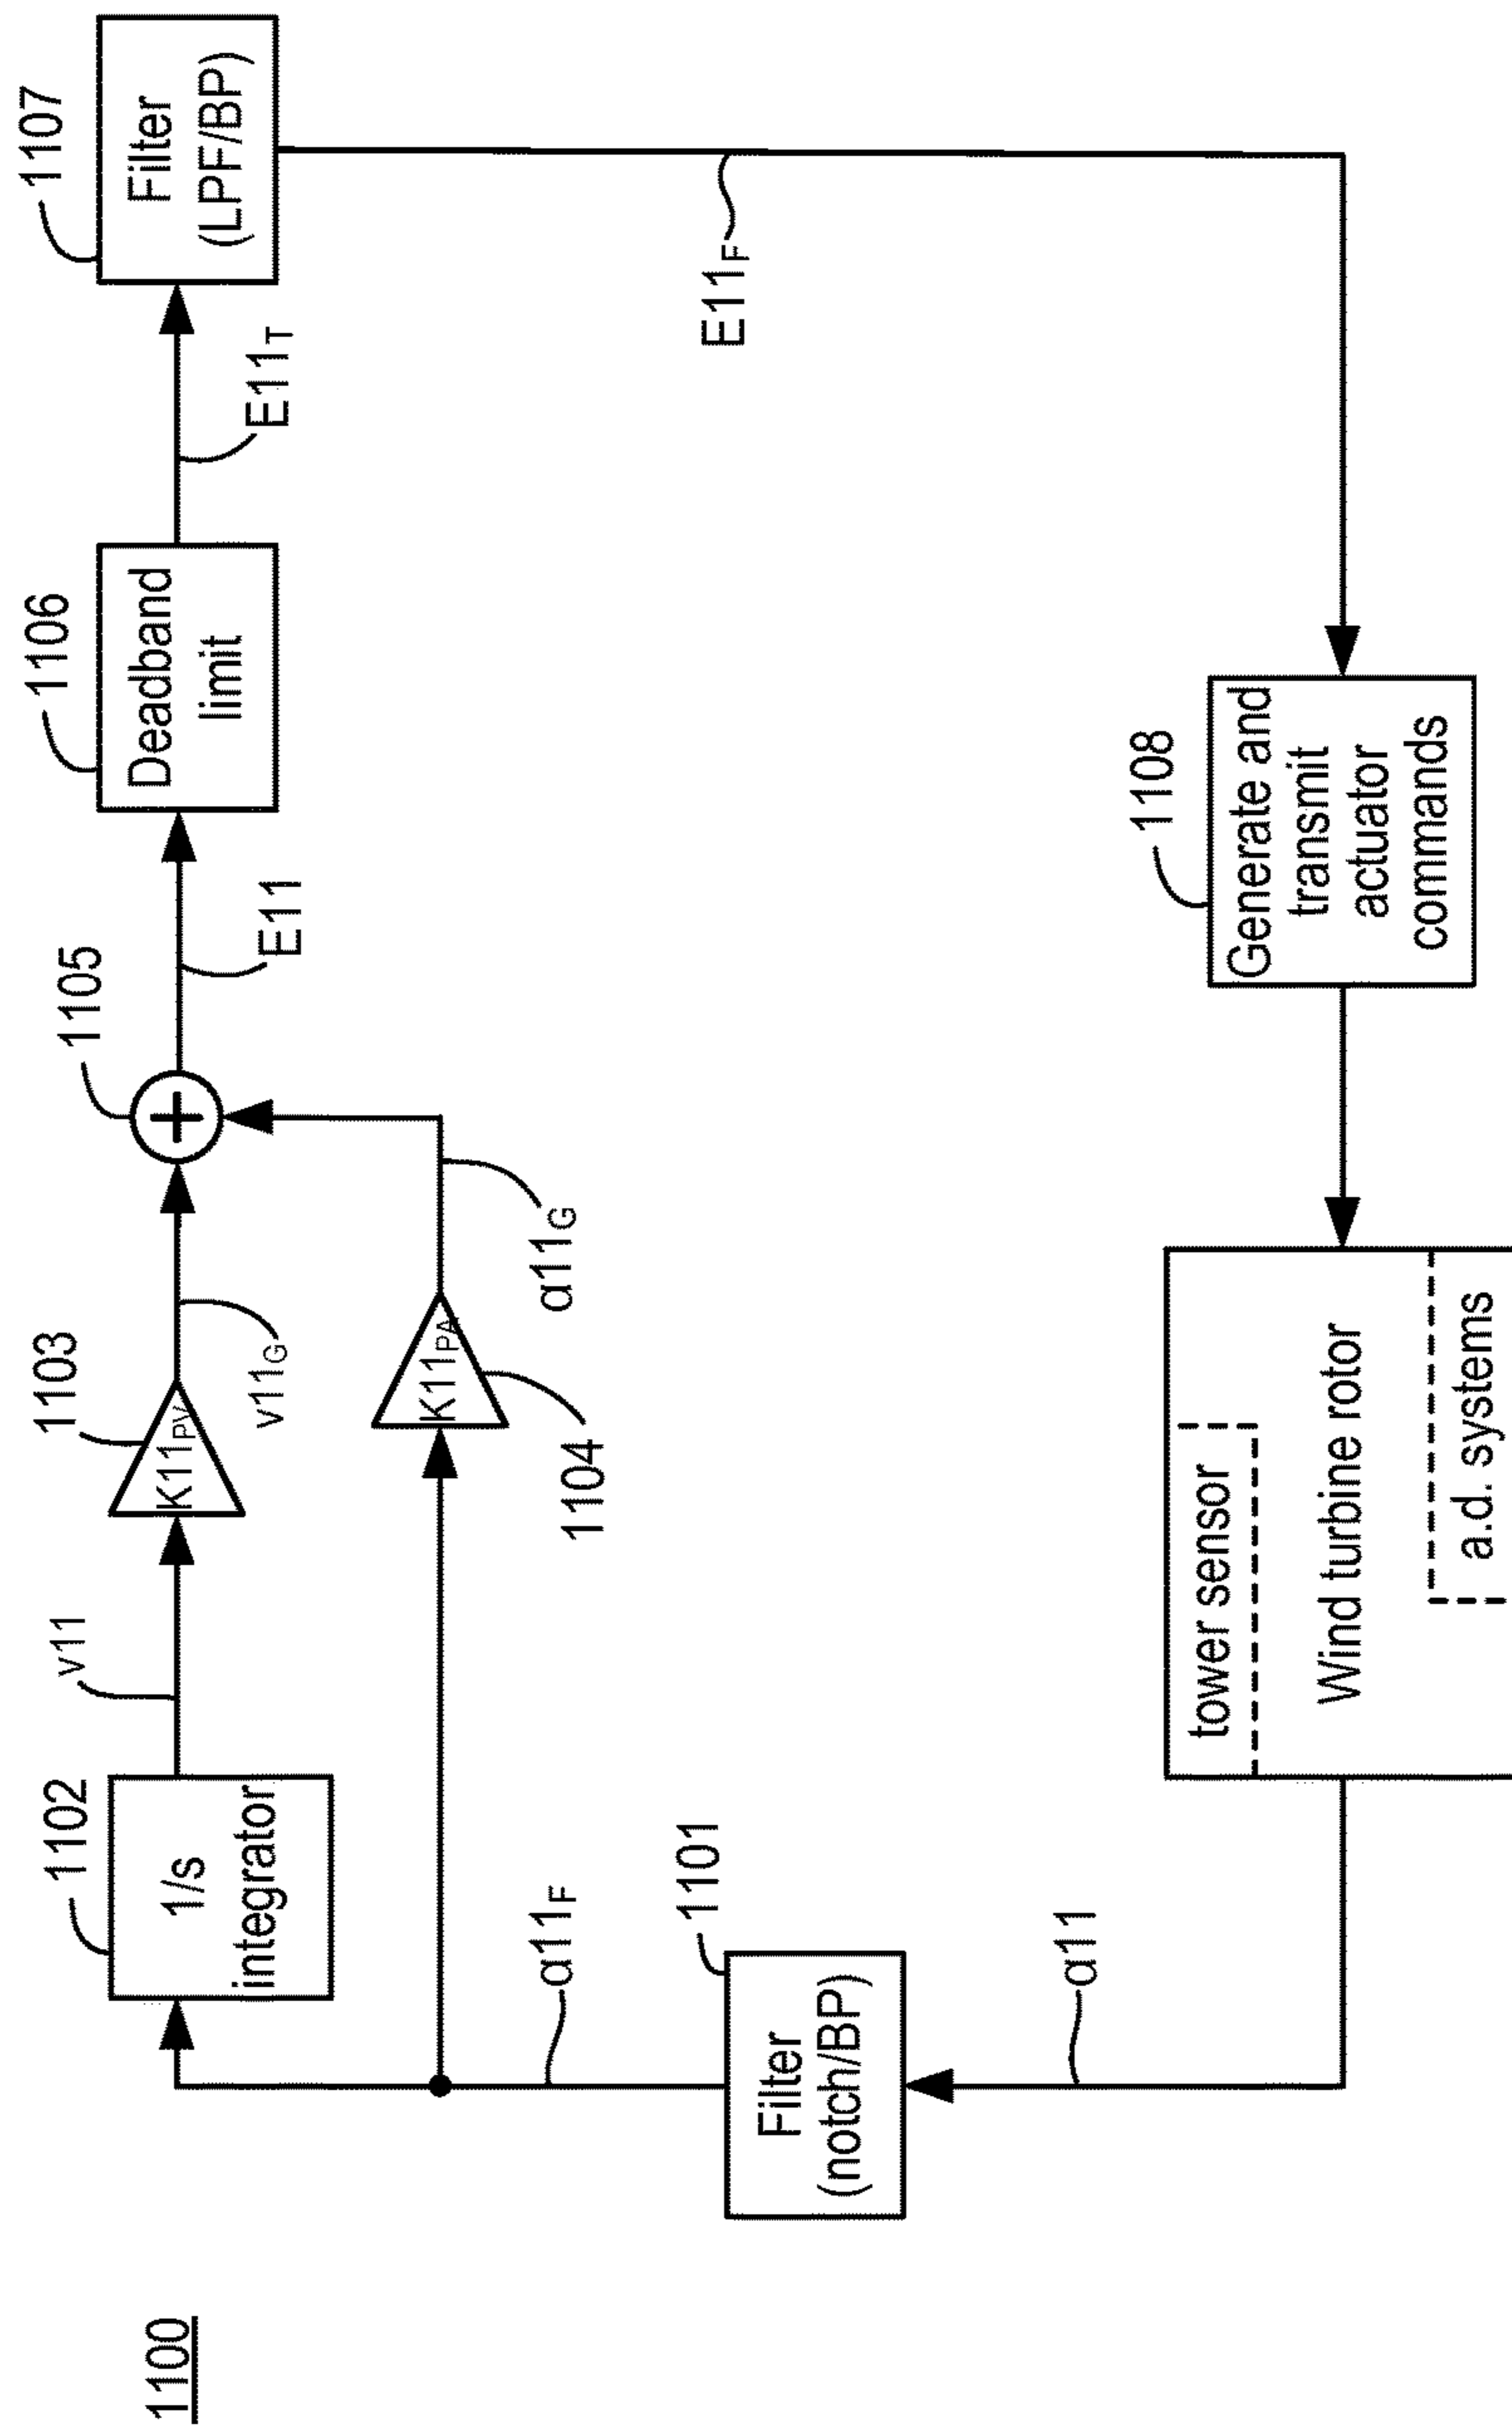 1100
1102
1/s
integrator
v11
1103
K11PV
v11G
1105
E11
1106
Deadband
limit
E11T
1107
Filter
(LPF/BP)
α11F
K11PA
1104
α11G
E11F
1101
Filter
(notch/BP)
α11
tower sensor
Wind turbine rotor
a.d. systems
1108
Generate and
transmit
actuator
commands